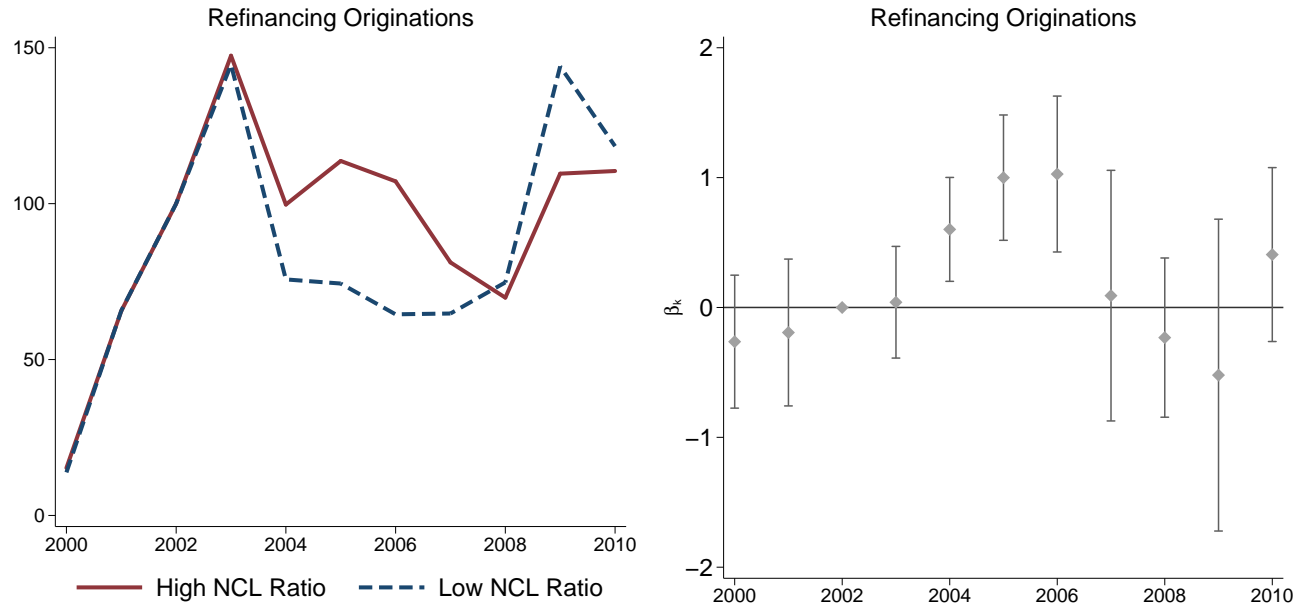 Refinancing Originations
150
100
50
0
2000 2002 2004 2006 2008 2010
High NCL Ratio Low NCL Ratio
Refinancing Originations
2
1
0
−1
−2
βₖ
2000 2002 2004 2006 2008 2010